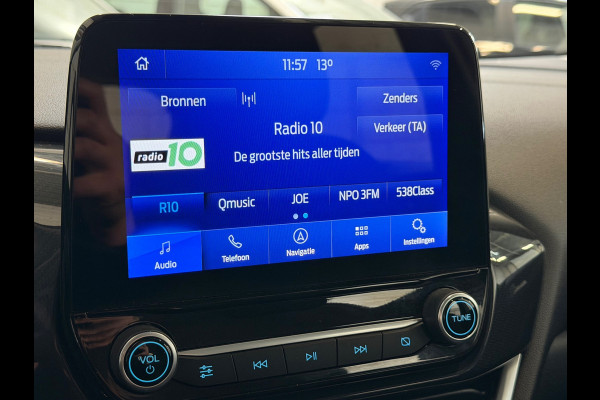 11:57 13°
Bronnen
Zenders
Radio 10
Verkeer (TA)
radio 10
De grootste hits aller tijden
R10 Qmusic JOE NPO 3FM 538Class
Audio Telefoon Navigatie Apps Instellingen
VOL
TUNE